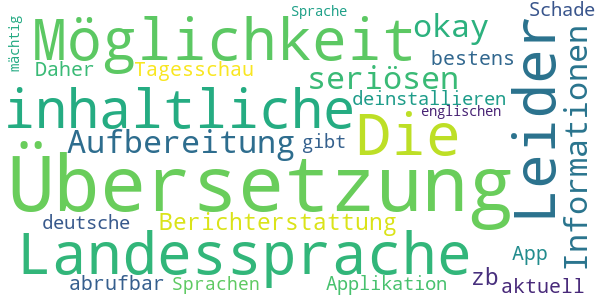 Sprache
Schade
mächtig
Möglichkeit
okay
Leider
Informationen
bestens
Daher
Tagesschau
seriösen
inhaltliche
deinstallieren
englischen
Die
Aufbereitung
gibt
Übersetzung
deutsche
Berichterstattung
Landessprache
App
zb
aktuell
abrufbar
Sprachen
Applikation